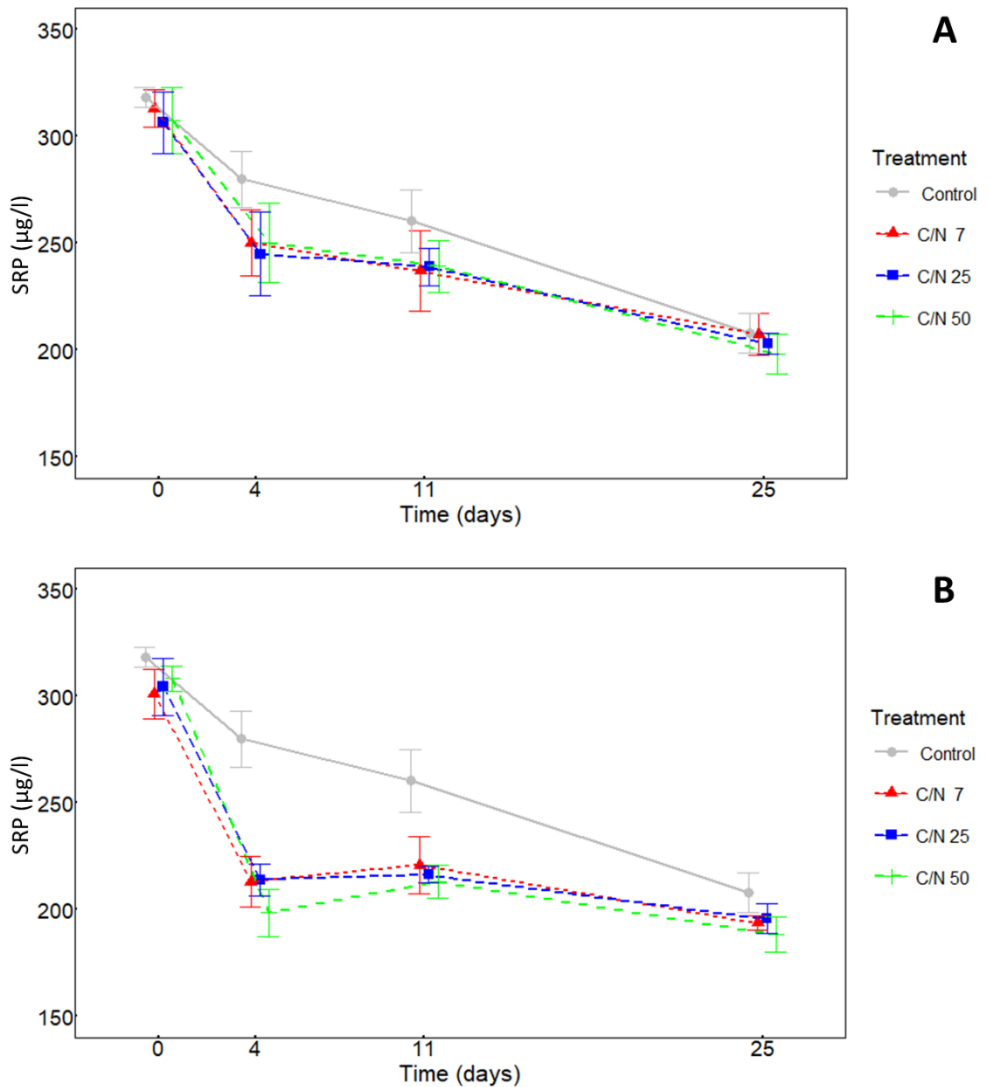 A
350
300
250
200
150
SRP (µg/l)
0 4 11 25
Time (days)
Treatment
Control
C/N 7
C/N 25
C/N 50
B
350
300
250
200
150
SRP (µg/l)
0 4 11 25
Time (days)
Treatment
Control
C/N 7
C/N 25
C/N 50